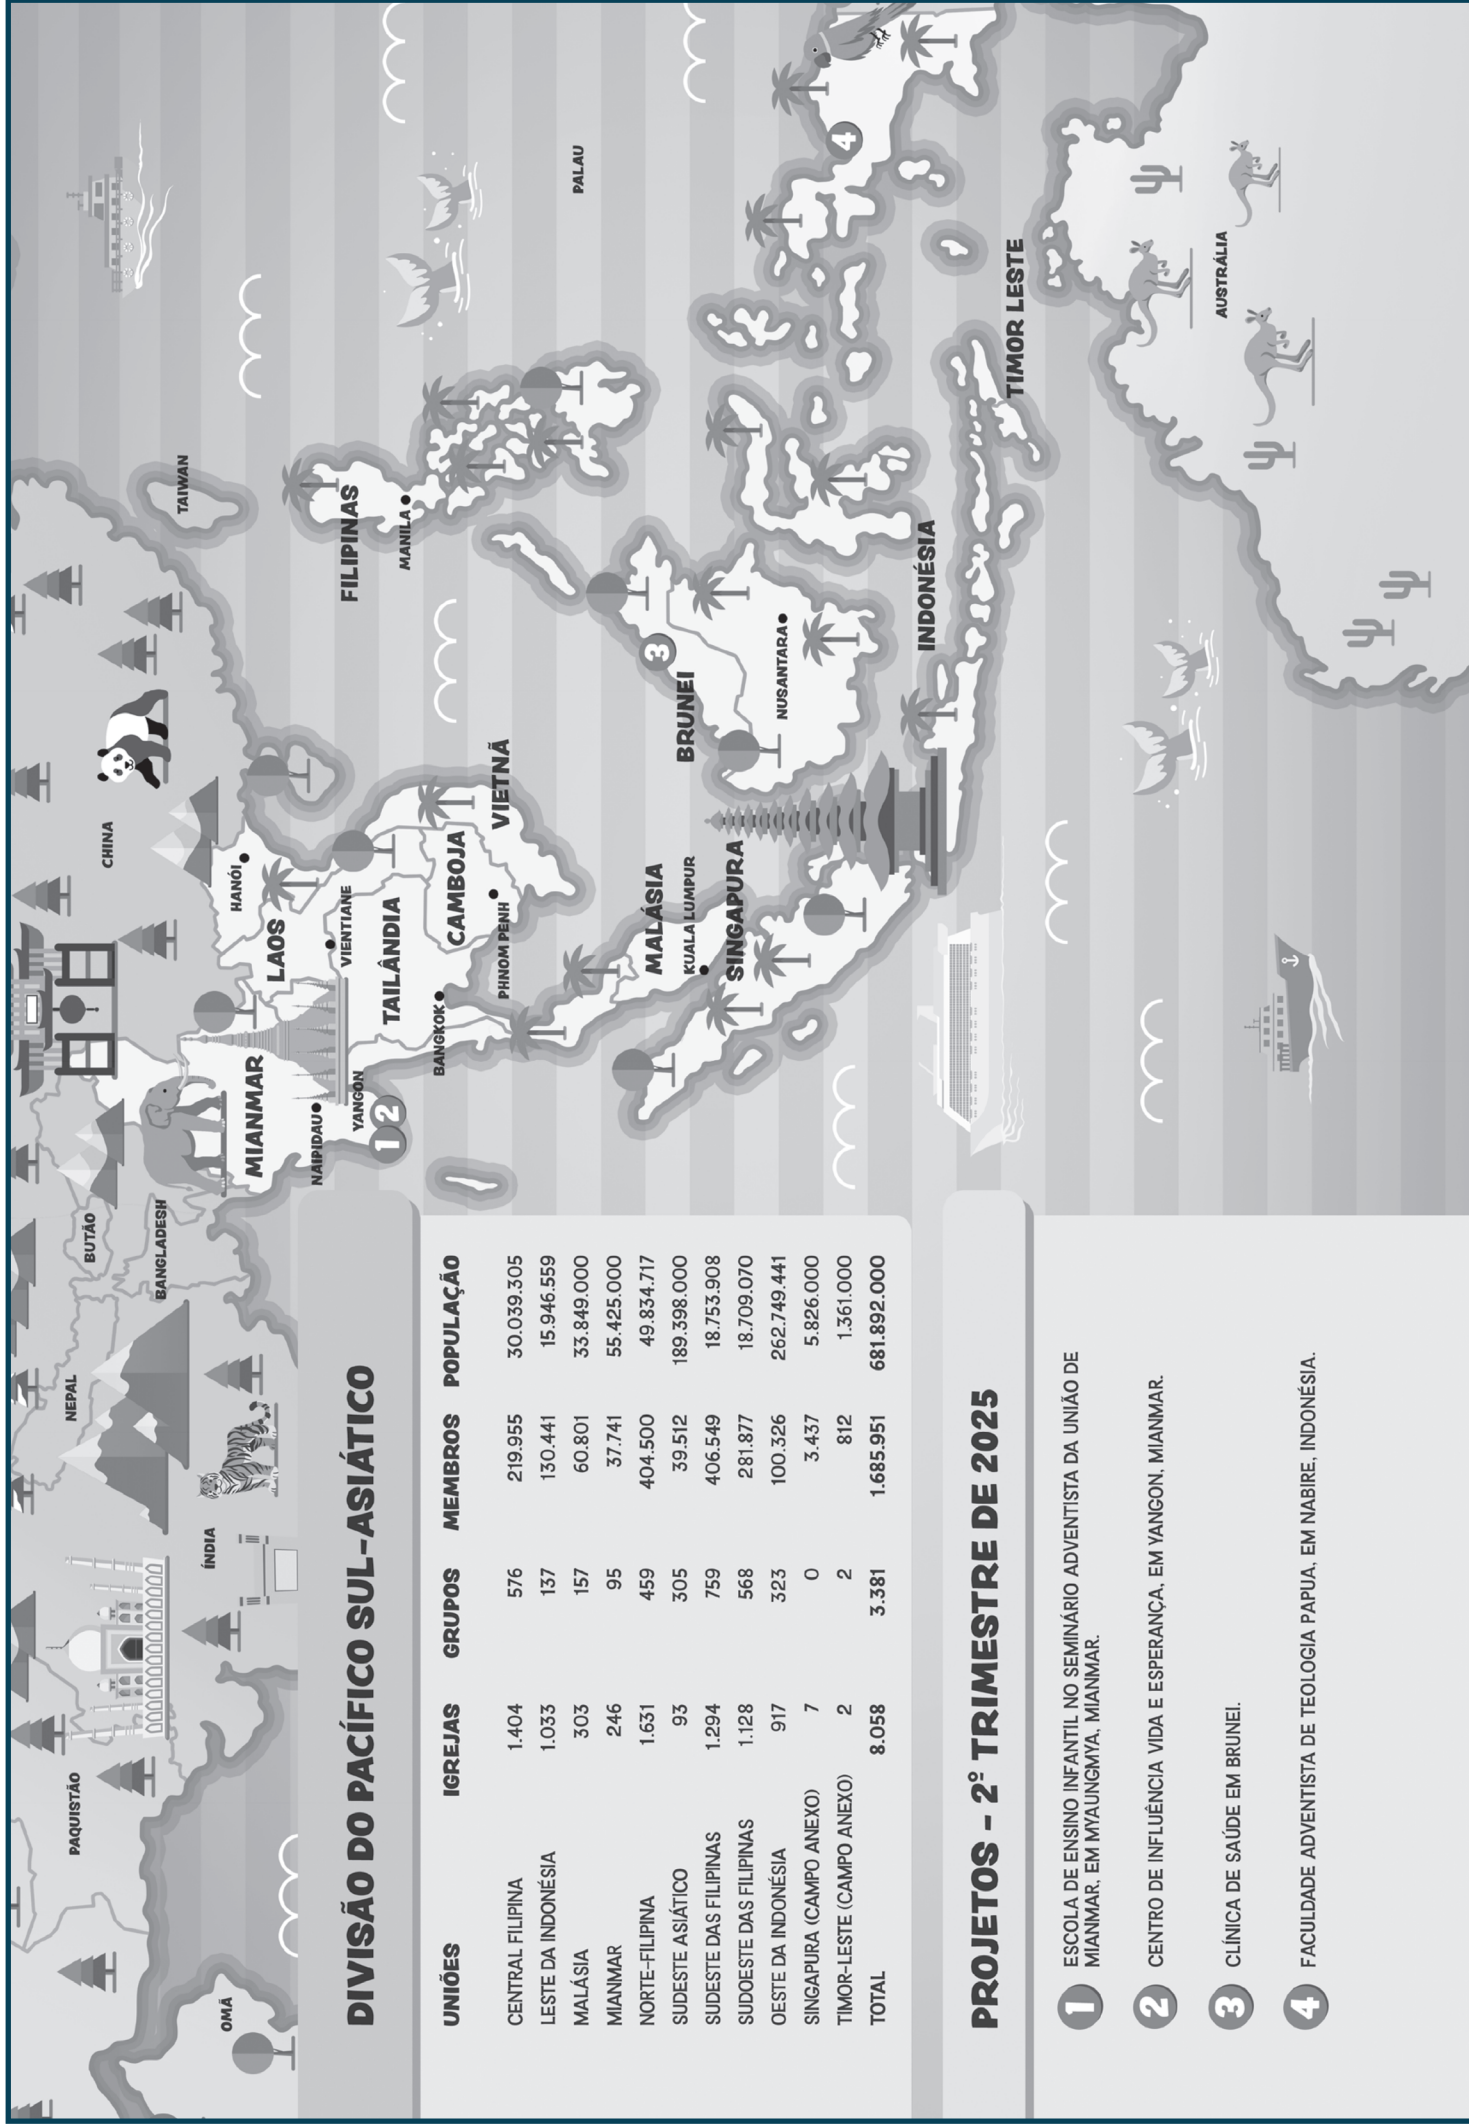 PAQUISTÃO
NEPAL
BUTÃO
BANGLADESH
ÍNDIA
OMÃ
CHINA
TAIWAN
MIANMAR
NAIPIDAU
YANGON
1 2
LAOS
HANÓI
VIENTIANE
TAILÂNDIA
BANGKOK
CAMBOJA
PHNOM PENH
VIETNÃ
FILIPINAS
MANILA
PALAU
MALÁSIA
KUALA LUMPUR
SINGAPURA
BRUNEI
3
NUSANTARA
INDONÉSIA
4
TIMOR LESTE
AUSTRÁLIA
DIVISÃO DO PACÍFICO SUL-ASIÁTICO
UNIÕES IGREJAS GRUPOS MEMBROS POPULAÇÃO
CENTRAL FILIPINA 1.404 576 219.955 30.039.305
LESTE DA INDONÉSIA 1.033 137 130.441 15.946.559
MALÁSIA 303 157 60.801 33.849.000
MIANMAR 246 95 37.741 55.425.000
NORTE-FILIPINA 1.631 459 404.500 49.834.717
SUDESTE ASIÁTICO 93 305 39.512 189.398.000
SUDESTE DAS FILIPINAS 1.294 759 406.549 18.753.908
SUDOESTE DAS FILIPINAS 1.128 568 281.877 18.709.070
OESTE DA INDONÉSIA 917 323 100.326 262.749.441
SINGAPURA (CAMPO ANEXO) 7 0 3.437 5.826.000
TIMOR-LESTE (CAMPO ANEXO) 2 2 812 1.361.000
TOTAL 8.058 3.381 1.685.951 681.892.000
PROJETOS - 2º TRIMESTRE DE 2025
1 ESCOLA DE ENSINO INFANTIL NO SEMINÁRIO ADVENTISTA DA UNIÃO DE
MIANMAR, EM MYAUNGMYA, MIANMAR.
2 CENTRO DE INFLUÊNCIA VIDA E ESPERANÇA, EM YANGON, MIANMAR.
3 CLÍNICA DE SAÚDE EM BRUNEI.
4 FACULDADE ADVENTISTA DE TEOLOGIA PAPUA, EM NABIRE, INDONÉSIA.